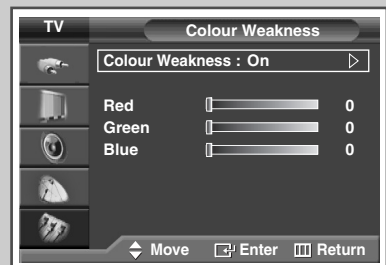 TV
Colour Weakness
Colour Weakness : On
Red 0
Green 0
Blue 0
Move Enter Return